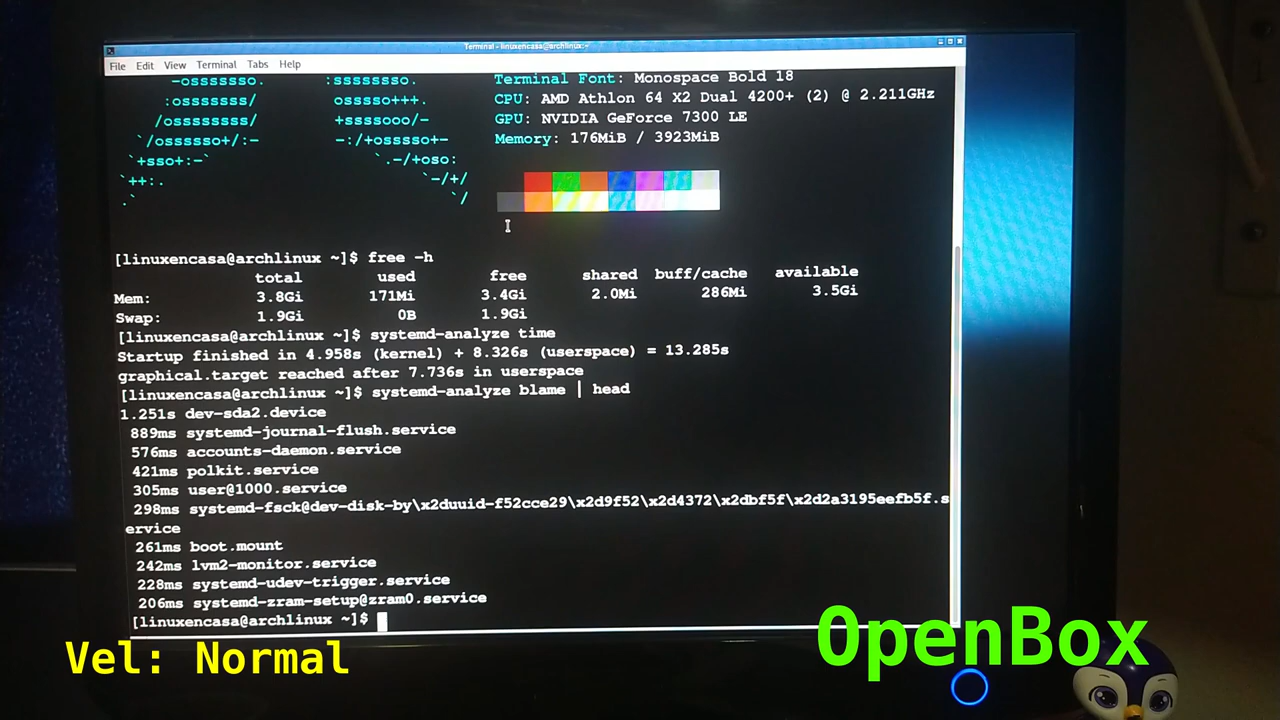 Terminal - linuxencasa@archlinux:~
File Edit View Terminal Tabs Help
-osssssso. :ssssssso. Terminal Font: Monospace Bold 18
:osssssss/ osssso+++. CPU: AMD Athlon 64 X2 Dual 4200+ (2) @ 2.211GHz
/ossssssss/ +ssssooo/- GPU: NVIDIA GeForce 7300 LE
`/ossssso+/:- -:/+osssso+- Memory: 176MiB / 3923MiB
`+sso+:-` `.-/+oso:
`++:. `-/+/
.` `/
[linuxencasa@archlinux ~]$ free -h
total used free shared buff/cache available
Mem: 3.8Gi 171Mi 3.4Gi 2.0Mi 286Mi 3.5Gi
Swap: 1.9Gi 0B 1.9Gi
[linuxencasa@archlinux ~]$ systemd-analyze time
Startup finished in 4.958s (kernel) + 8.326s (userspace) = 13.285s
graphical.target reached after 7.736s in userspace
[linuxencasa@archlinux ~]$ systemd-analyze blame | head
1.251s dev-sda2.device
889ms systemd-journal-flush.service
576ms accounts-daemon.service
421ms polkit.service
305ms user@1000.service
298ms systemd-fsck@dev-disk-by\x2duuid-f52cce29\x2d9f52\x2d4372\x2dbf5f\x2d2a3195eefb5f.s
ervice
261ms boot.mount
242ms lvm2-monitor.service
228ms systemd-udev-trigger.service
206ms systemd-zram-setup@zram0.service
[linuxencasa@archlinux ~]$
Vel: Normal
OpenBox